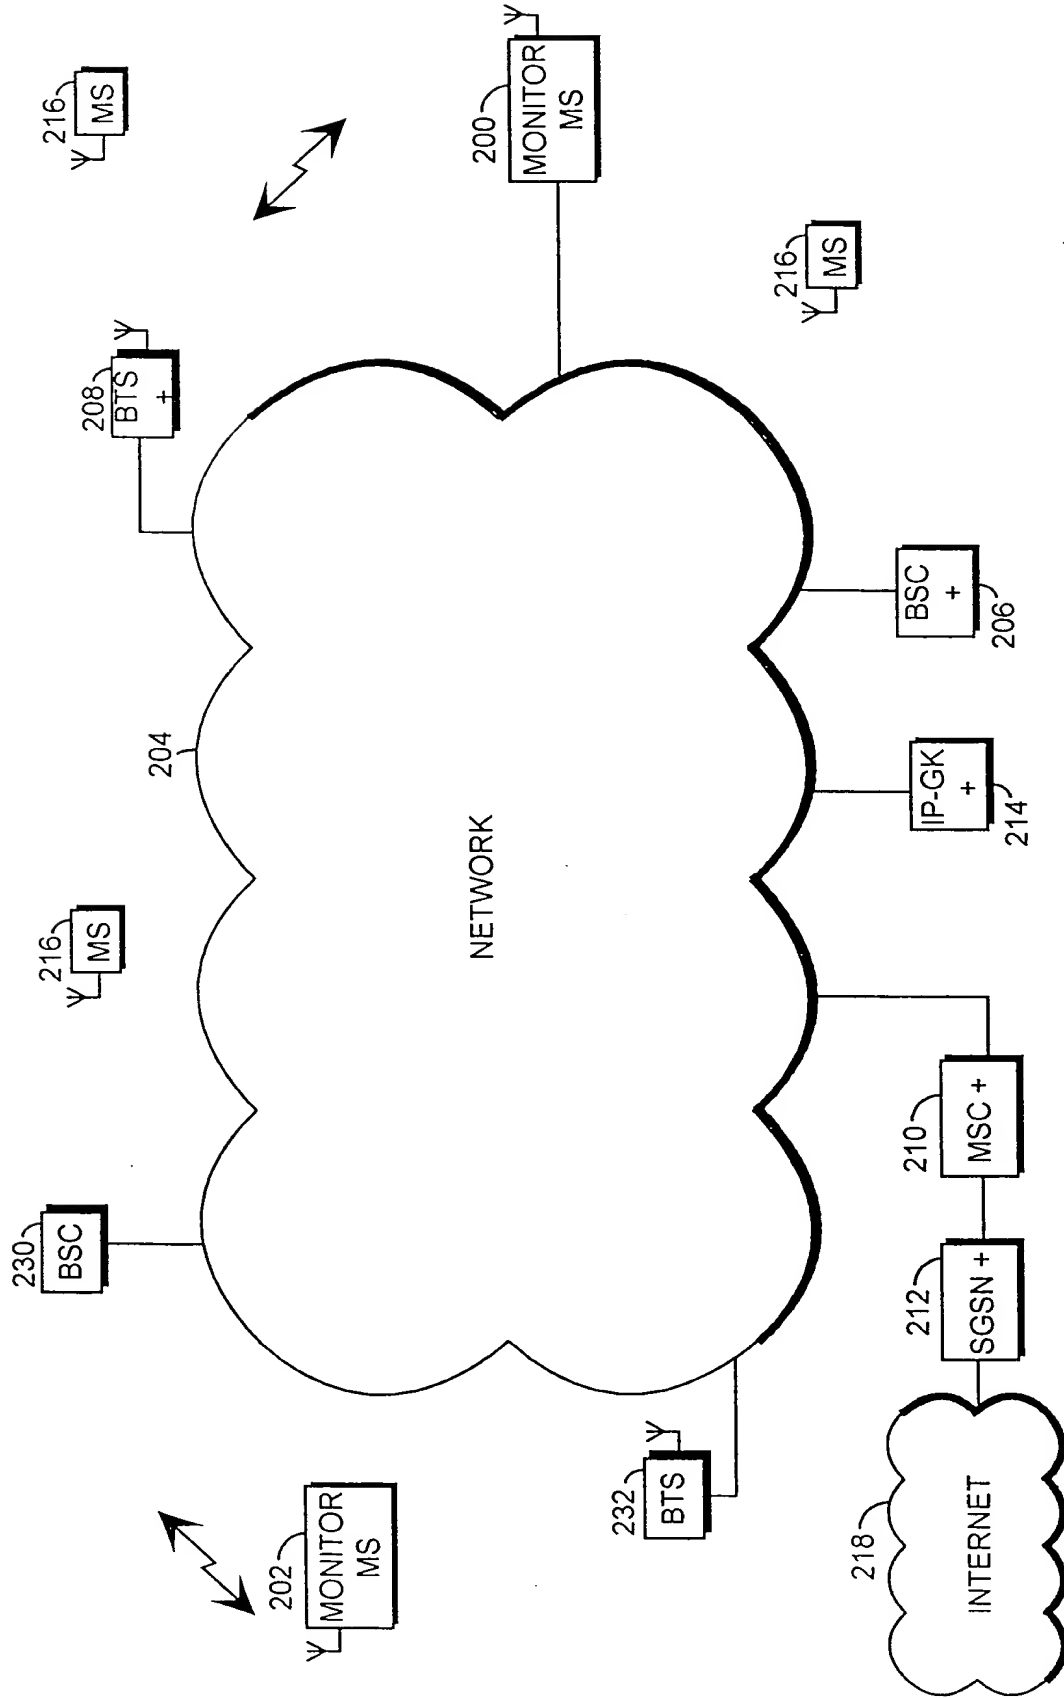 230
BSC
216
MS
216
MS
208
BTS
+
204
202
MONITOR
MS
NETWORK
200
MONITOR
MS
232
BTS
216
MS
218
INTERNET
212
SGSN +
210
MSC +
IP-GK
+
214
BSC
+
206